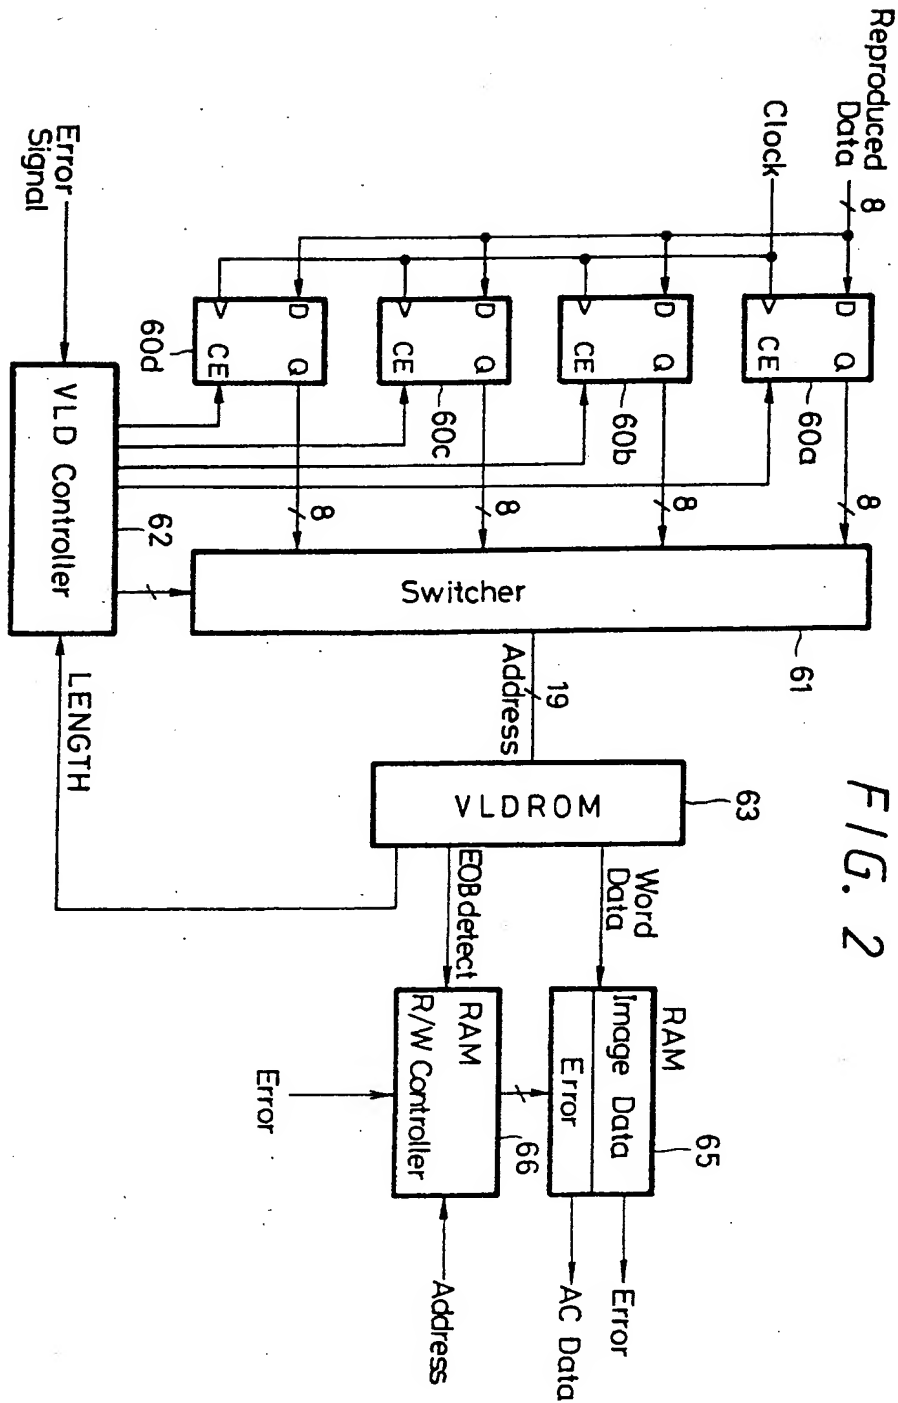 FIG. 2
Reproduced
Data
8
Clock
D Q
CE
60a
8
D Q
CE
60b
8
D Q
CE
60c
8
D Q
CE
60d
8
Error
Signal
VLD Controller
62
Switcher
61
19
Address
LENGTH
VLDROM
63
Word
Data
EOBdetect
RAM
Image Data
Error
65
RAM
R/W Controller
66
Error
Address
Error
AC Data